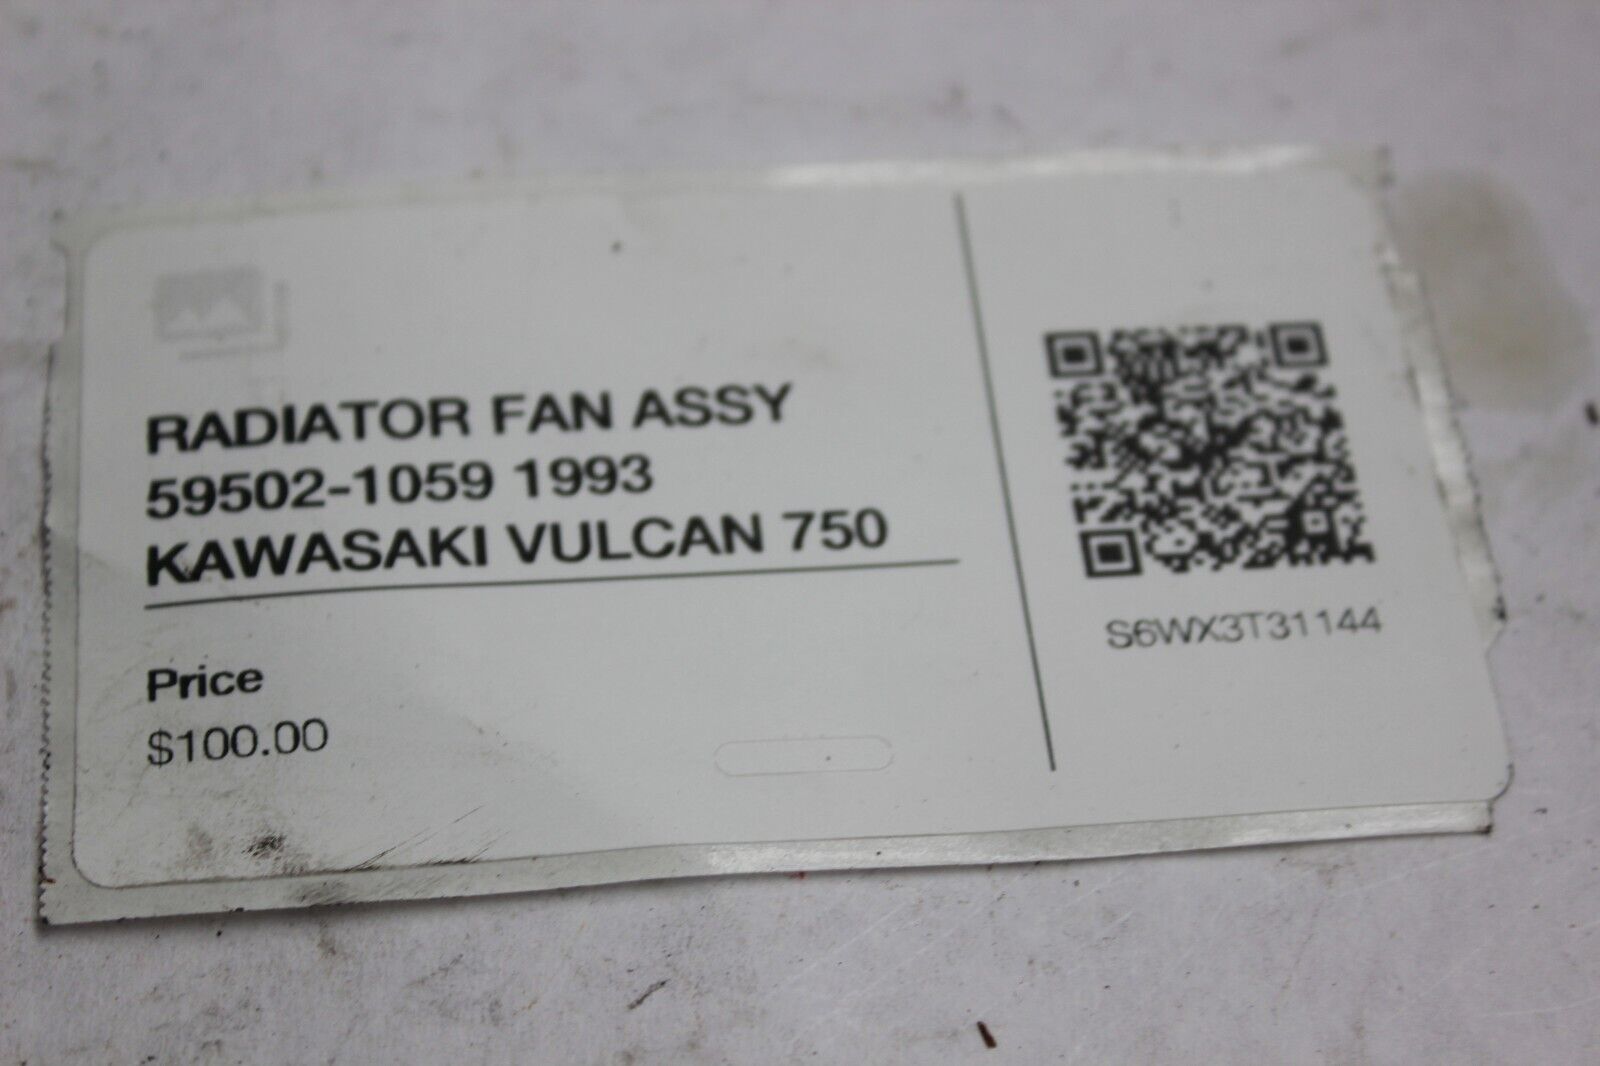 RADIATOR FAN ASSY
59502-1059 1993
KAWASAKI VULCAN 750
Price
$100.00
S6WX3T31144